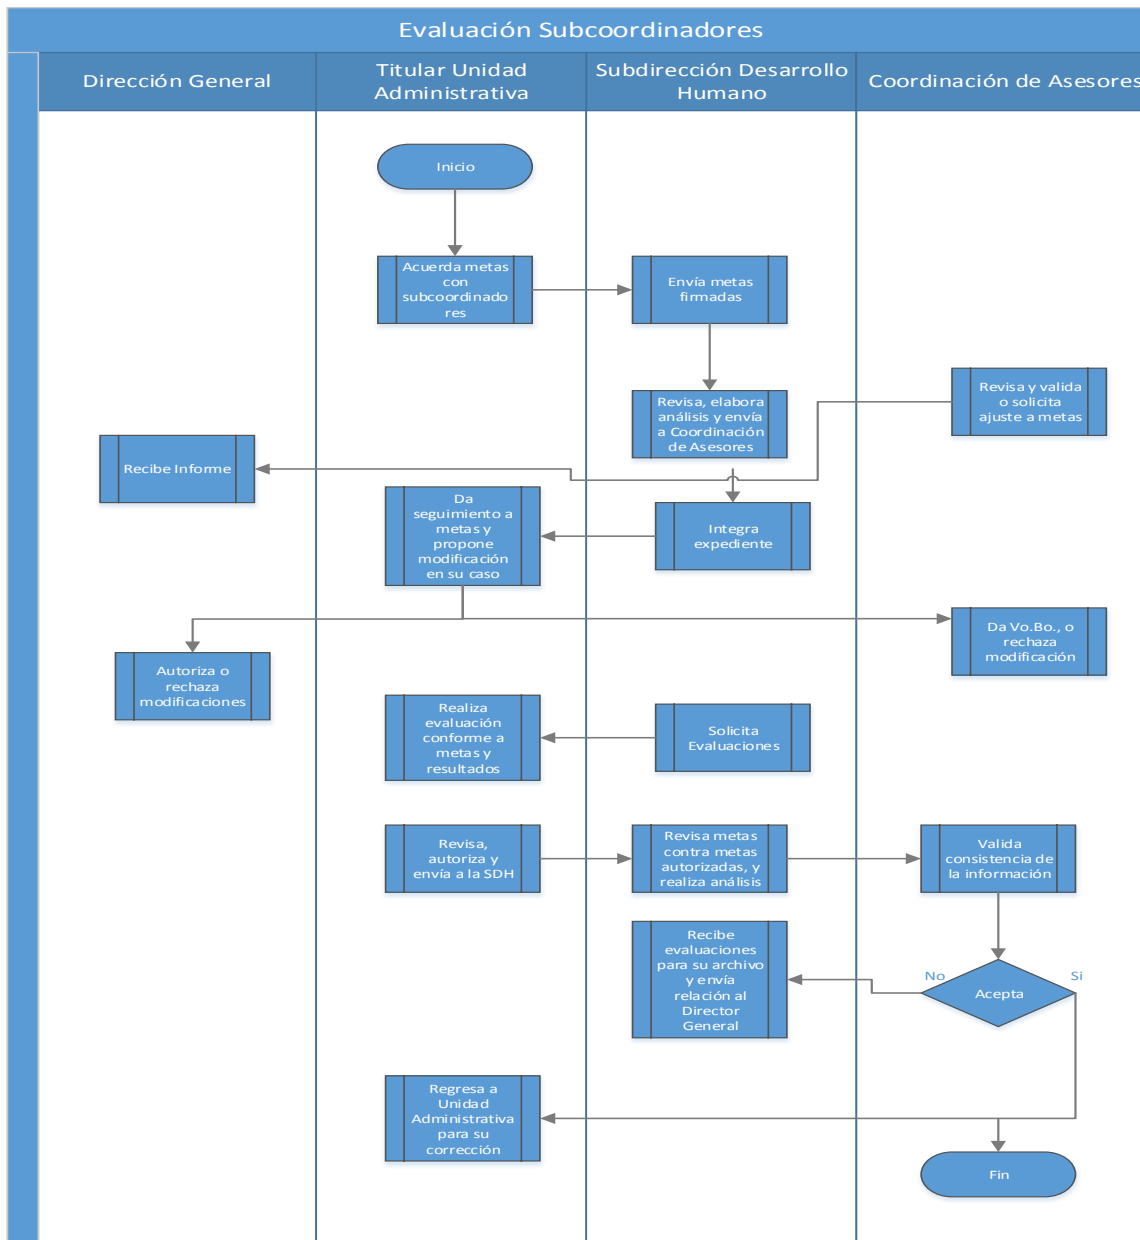 Evaluación Subcoordinadores
Dirección General
Titular Unidad
Administrativa
Subdirección Desarrollo
Humano
Coordinación de Asesores
Inicio
Acuerda metas
con
subcoordinado
res
Envía metas
firmadas
Revisa, elabora
análisis y envía
a Coordinación
de Asesores
Revisa y valida
o solicita
ajuste a metas
Recibe Informe
Da
seguimiento a
metas y
propone
modificación
en su caso
Integra
expediente
Da Vo.Bo., o
rechaza
modificación
Autoriza o
rechaza
modificaciones
Realiza
evaluación
conforme a
metas y
resultados
Solicita
Evaluaciones
Revisa,
autoriza y
envía a la SDH
Revisa metas
contra metas
autorizadas, y
realiza análisis
Valida
consistencia de
la información
Recibe
evaluaciones
para su archivo
y envía
relación al
Director
General
No
Acepta
Si
Regresa a
Unidad
Administrativa
para su
corrección
Fin